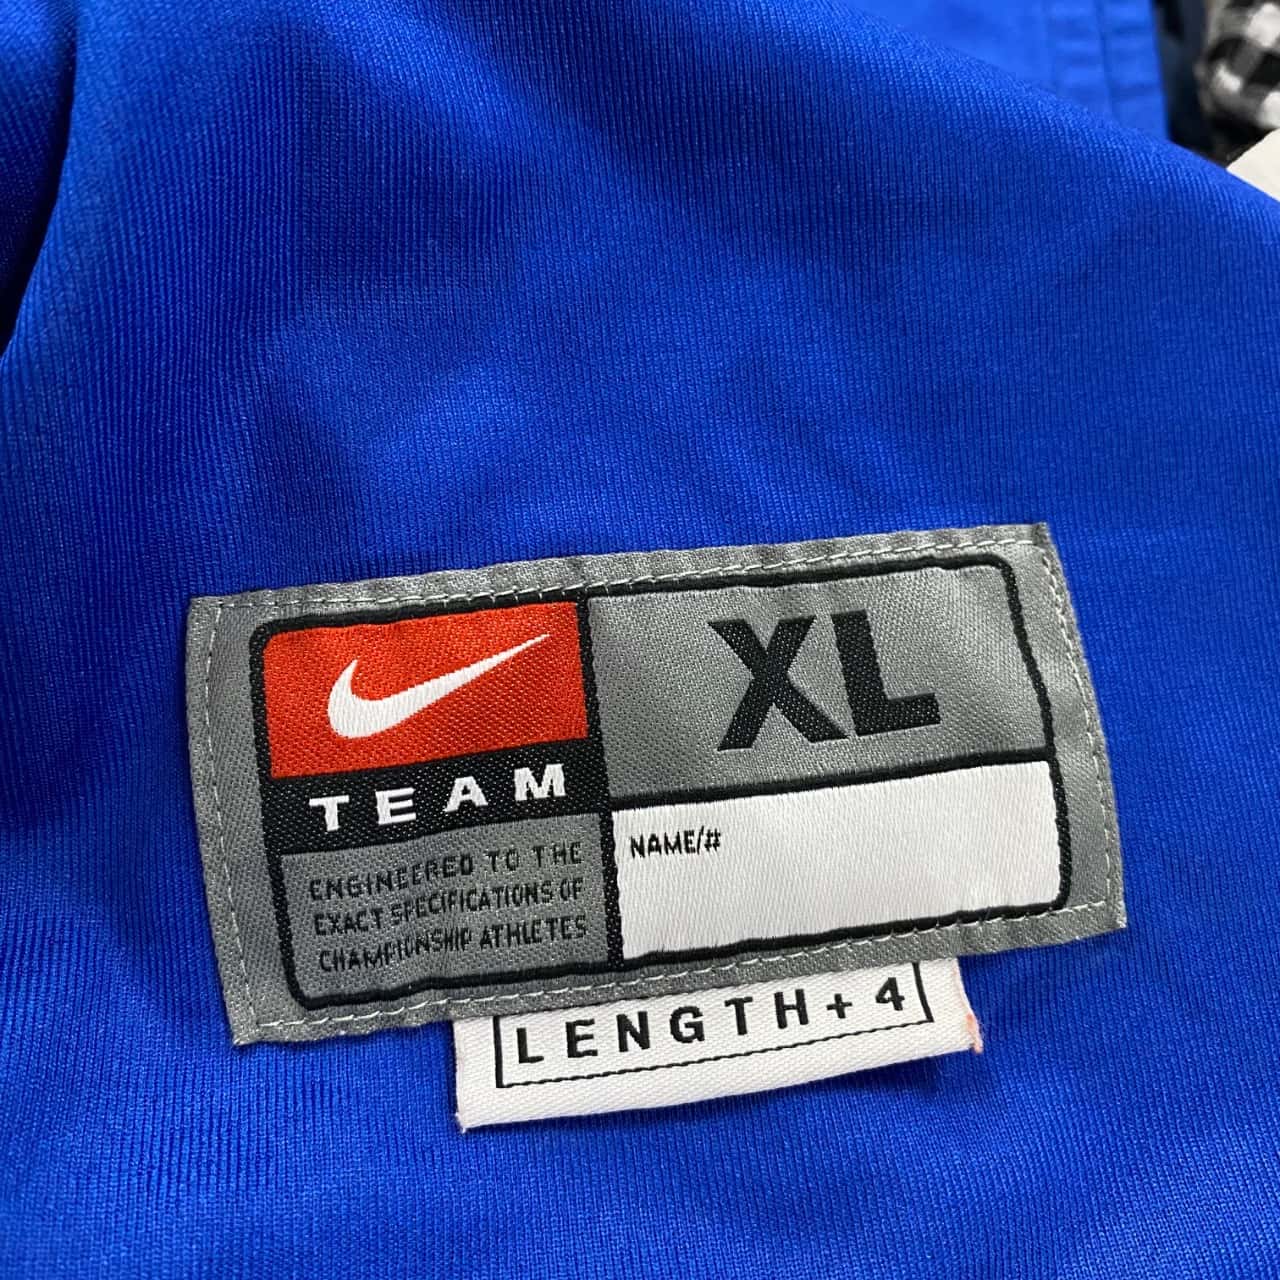 XL
TEAM
NAME/#
ENGINEERED TO THE
EXACT SPECIFICATIONS OF
CHAMPIONSHIP ATHLETES
LENGTH + 4